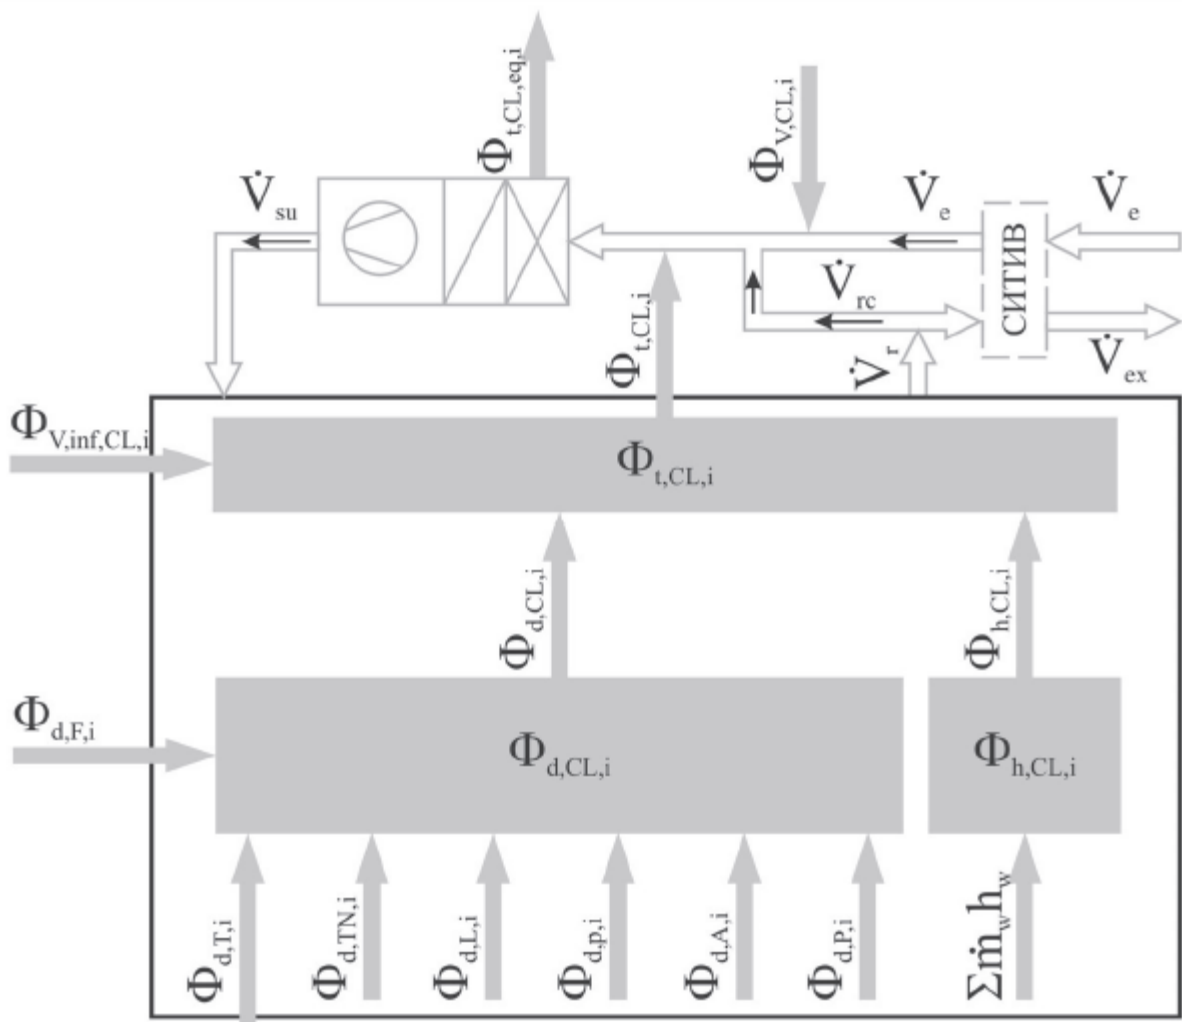 Φt,CL,eq,i
ΦV,CL,i
V̇su
V̇e
V̇e
СИТИВ
V̇rc
Φt,CL,i
V̇r
V̇ex
ΦV,inf,CL,i
Φt,CL,i
Φd,CL,i
Φh,CL,i
Φd,F,i
Φd,CL,i
Φh,CL,i
Φd,T,i
Φd,TN,i
Φd,L,i
Φd,p,i
Φd,A,i
Φd,P,i
Σṁwhw